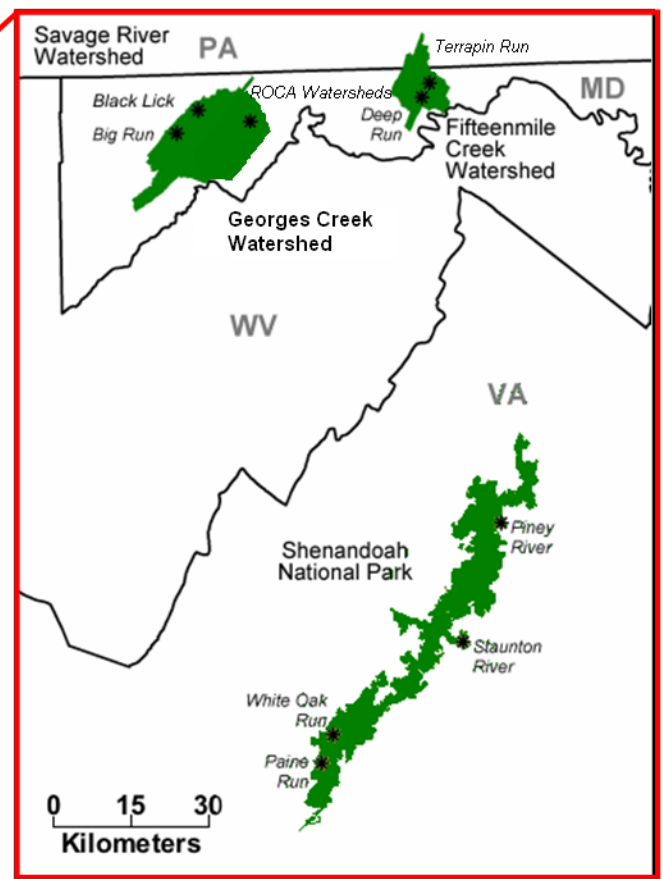 Savage River
Watershed
PA
Terrapin Run
Black Lick
ROCA Watersheds
MD
Big Run
Deep
Run
Fifteenmile
Creek
Watershed
Georges Creek
Watershed
WV
VA
Piney
River
Shenandoah
National Park
Staunton
River
White Oak
Run
Paine
Run
0 15 30
Kilometers